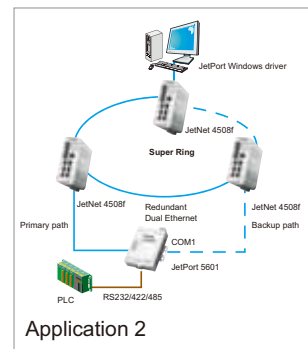 JetPort Windows driver
JetNet 4508f
Super Ring
JetNet 4508f
Redundant
Dual Ethernet
JetNet 4508f
Primary path
Backup path
COM1
JetPort 5601
PLC
RS232/422/485
Application 2